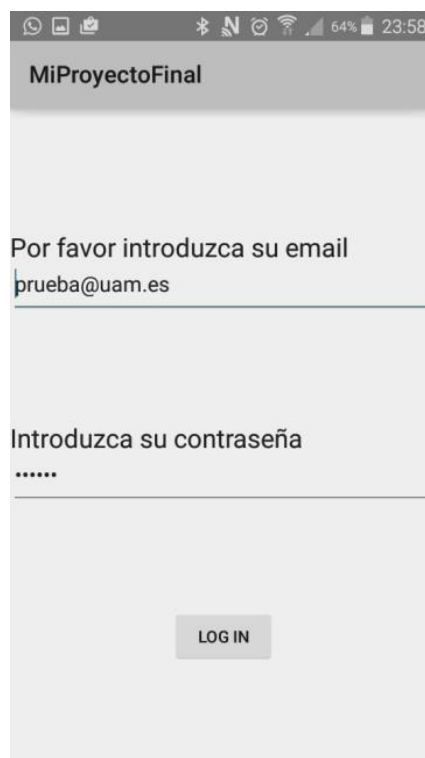 64% 23:58
MiProyectoFinal
Por favor introduzca su email
prueba@uam.es
Introduzca su contraseña
••••••
LOG IN